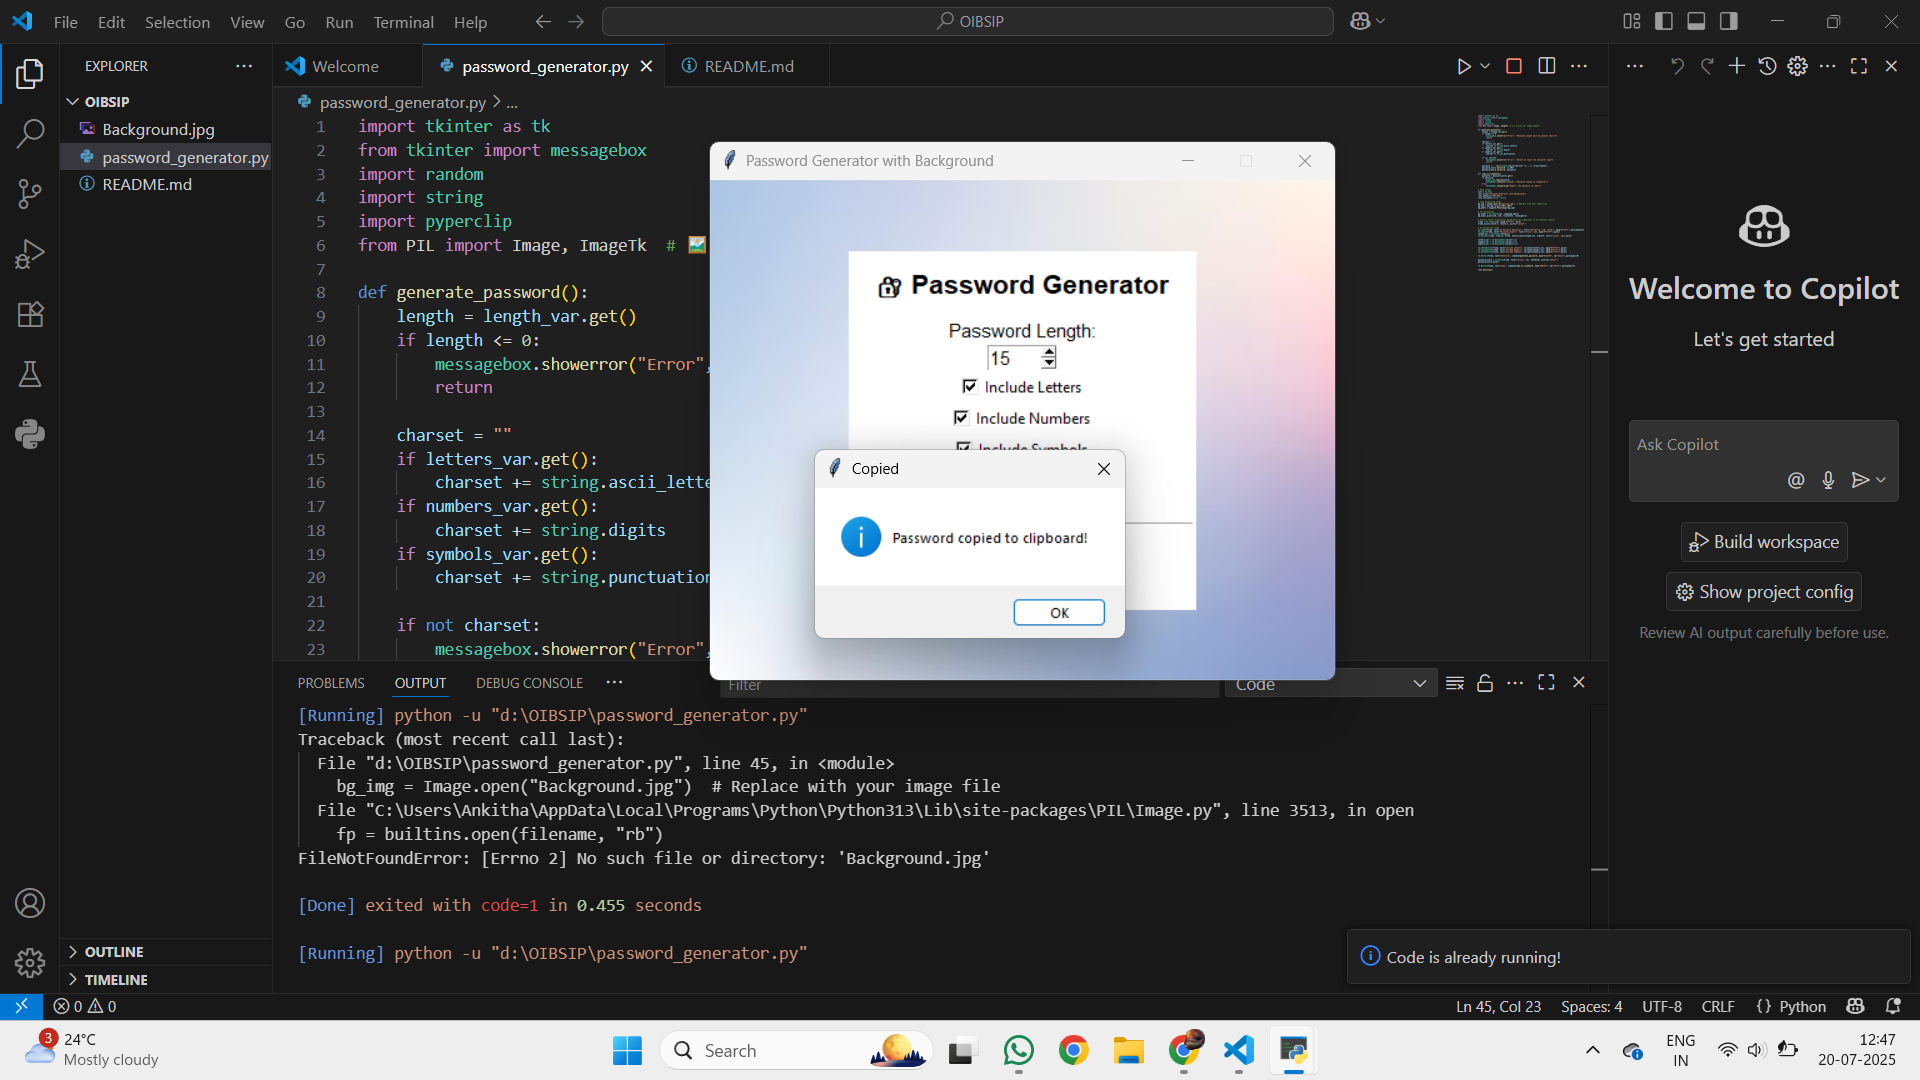 File Edit Selection View Go Run Terminal Help
OIBSIP
EXPLORER
OIBSIP
Background.jpg
password_generator.py
README.md
OUTLINE
TIMELINE
Welcome
password_generator.py
README.md
password_generator.py > ...
1 import tkinter as tk
2 from tkinter import messagebox
3 import random
4 import string
5 import pyperclip
6 from PIL import Image, ImageTk #
7
8 def generate_password():
9 length = length_var.get()
10 if length <= 0:
11 messagebox.showerror("Error",
12 return
13
14 charset = ""
15 if letters_var.get():
16 charset += string.ascii_lette
17 if numbers_var.get():
18 charset += string.digits
19 if symbols_var.get():
20 charset += string.punctuation
21
22 if not charset:
23 messagebox.showerror("Error",
Password Generator with Background
Password Generator
Password Length:
15
Include Letters
Include Numbers
Include Symbols
Copied
Password copied to clipboard!
OK
PROBLEMS OUTPUT DEBUG CONSOLE
Filter
Code
[Running] python -u "d:\OIBSIP\password_generator.py"
Traceback (most recent call last):
File "d:\OIBSIP\password_generator.py", line 45, in <module>
bg_img = Image.open("Background.jpg") # Replace with your image file
File "C:\Users\Ankitha\AppData\Local\Programs\Python\Python313\Lib\site-packages\PIL\Image.py", line 3513, in open
fp = builtins.open(filename, "rb")
FileNotFoundError: [Errno 2] No such file or directory: 'Background.jpg'
[Done] exited with code=1 in 0.455 seconds
[Running] python -u "d:\OIBSIP\password_generator.py"
Welcome to Copilot
Let's get started
Ask Copilot
Build workspace
Show project config
Review AI output carefully before use.
Code is already running!
0 0
Ln 45, Col 23 Spaces: 4 UTF-8 CRLF {} Python
3
24°C
Mostly cloudy
Search
ENG
IN
12:47
20-07-2025